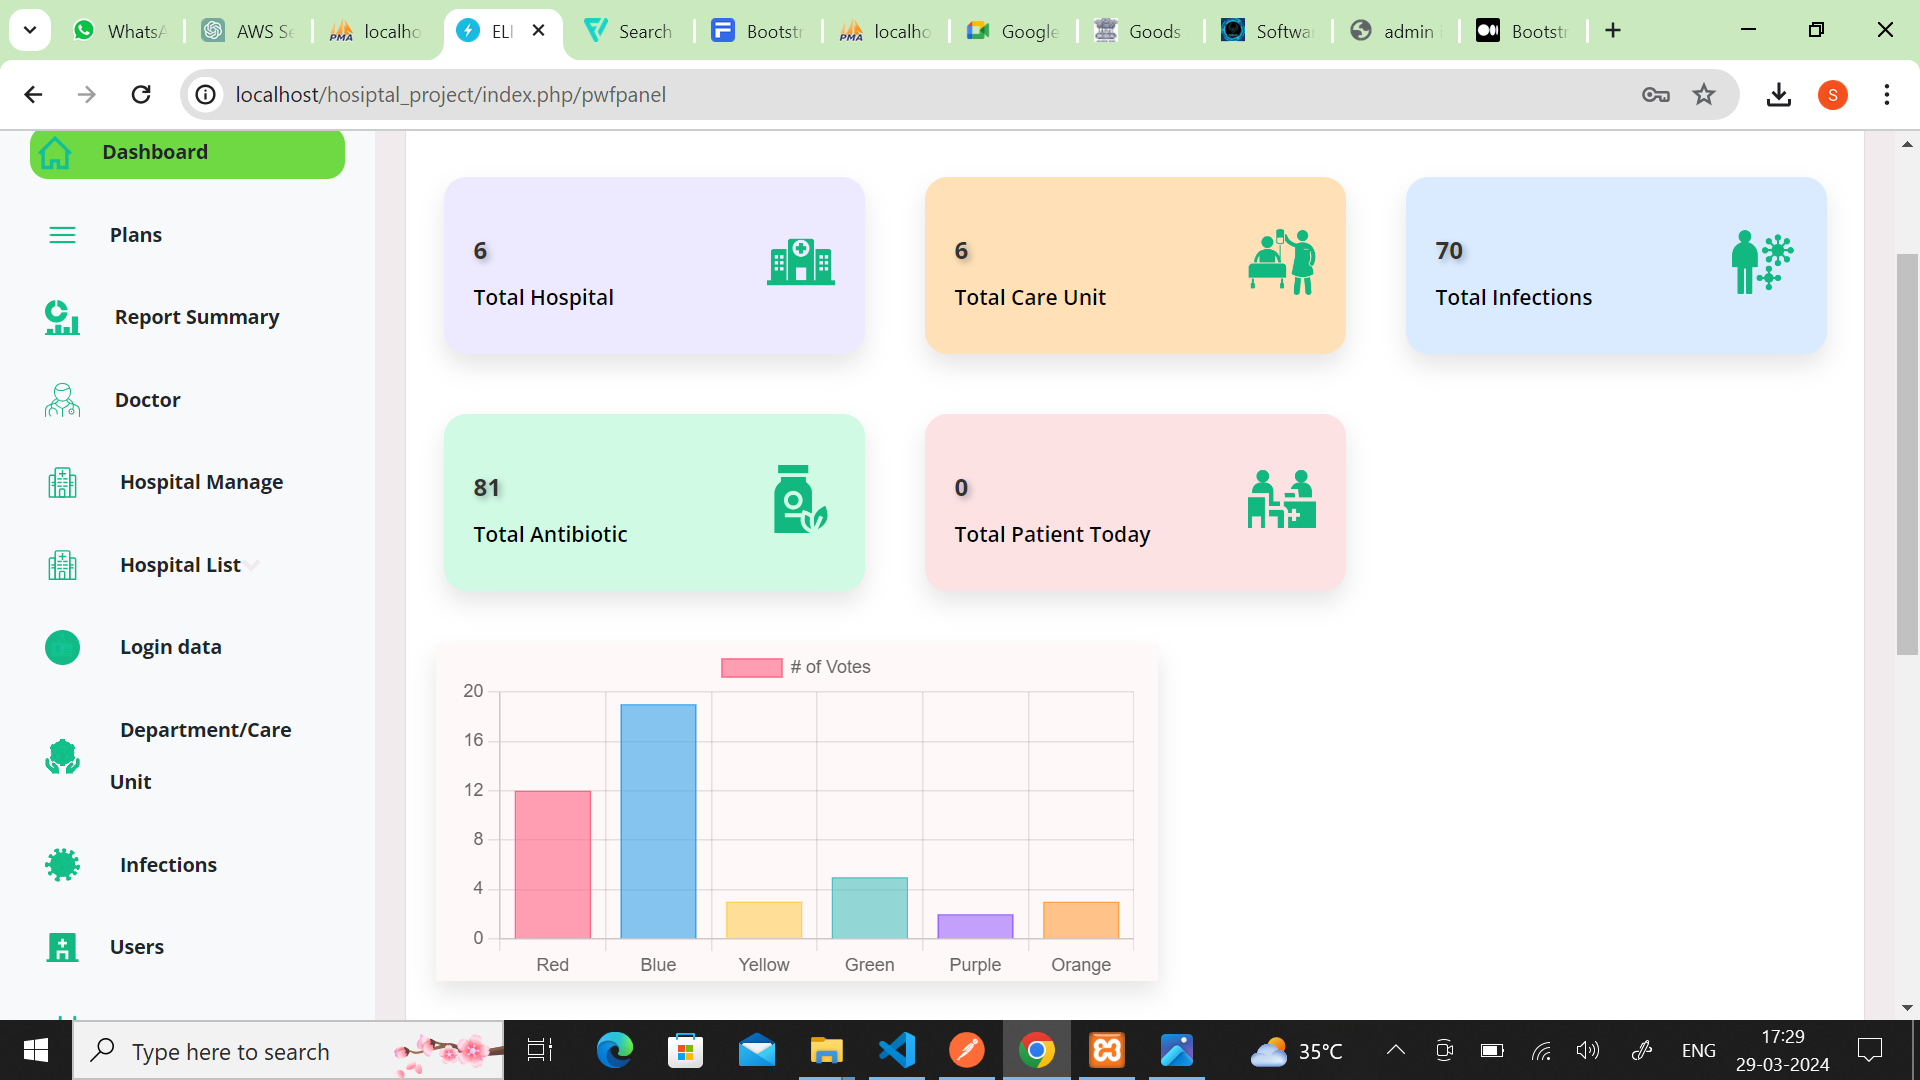 WhatsA
AWS Se
localho
ELI
Search
Bootstr
localho
Google
Goods
Softwa
admin
Bootstr
localhost/hosiptal_project/index.php/pwfpanel
S
Dashboard
Plans
Report Summary
Doctor
Hospital Manage
Hospital List
Login data
Department/Care
Unit
Infections
Users
6
Total Hospital
6
Total Care Unit
70
Total Infections
81
Total Antibiotic
0
Total Patient Today
# of Votes
20
16
12
8
4
0
Red Blue Yellow Green Purple Orange
Type here to search
35°C
ENG
17:29
29-03-2024